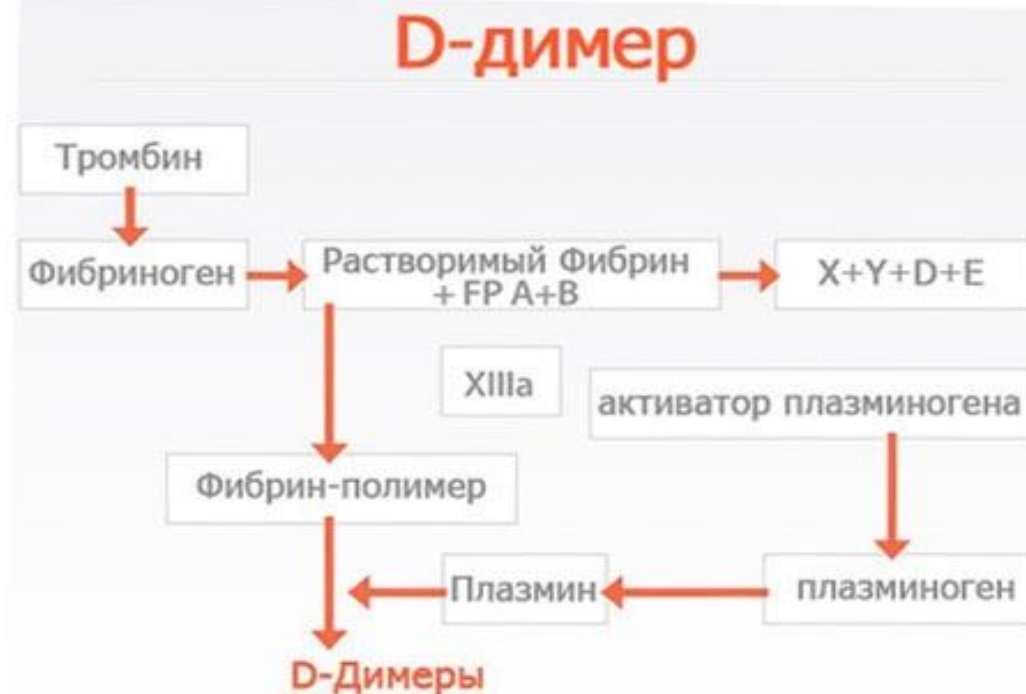 D-димер
Тромбин
Фибриноген
Растворимый Фибрин
+ FP A+B
X+Y+D+E
XIIIa
активатор плазминогена
Фибрин-полимер
Плазмин
плазминоген
D-Димеры